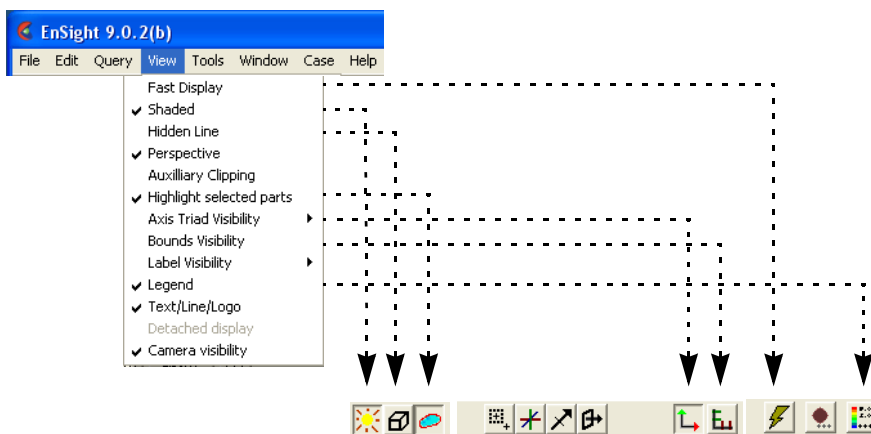 EnSight 9.0.2(b)
File Edit Query View Tools Window Case Help
Fast Display
Shaded
Hidden Line
Perspective
Auxilliary Clipping
Highlight selected parts
Axis Triad Visibility
Bounds Visibility
Label Visibility
Legend
Text/Line/Logo
Detached display
Camera visibility